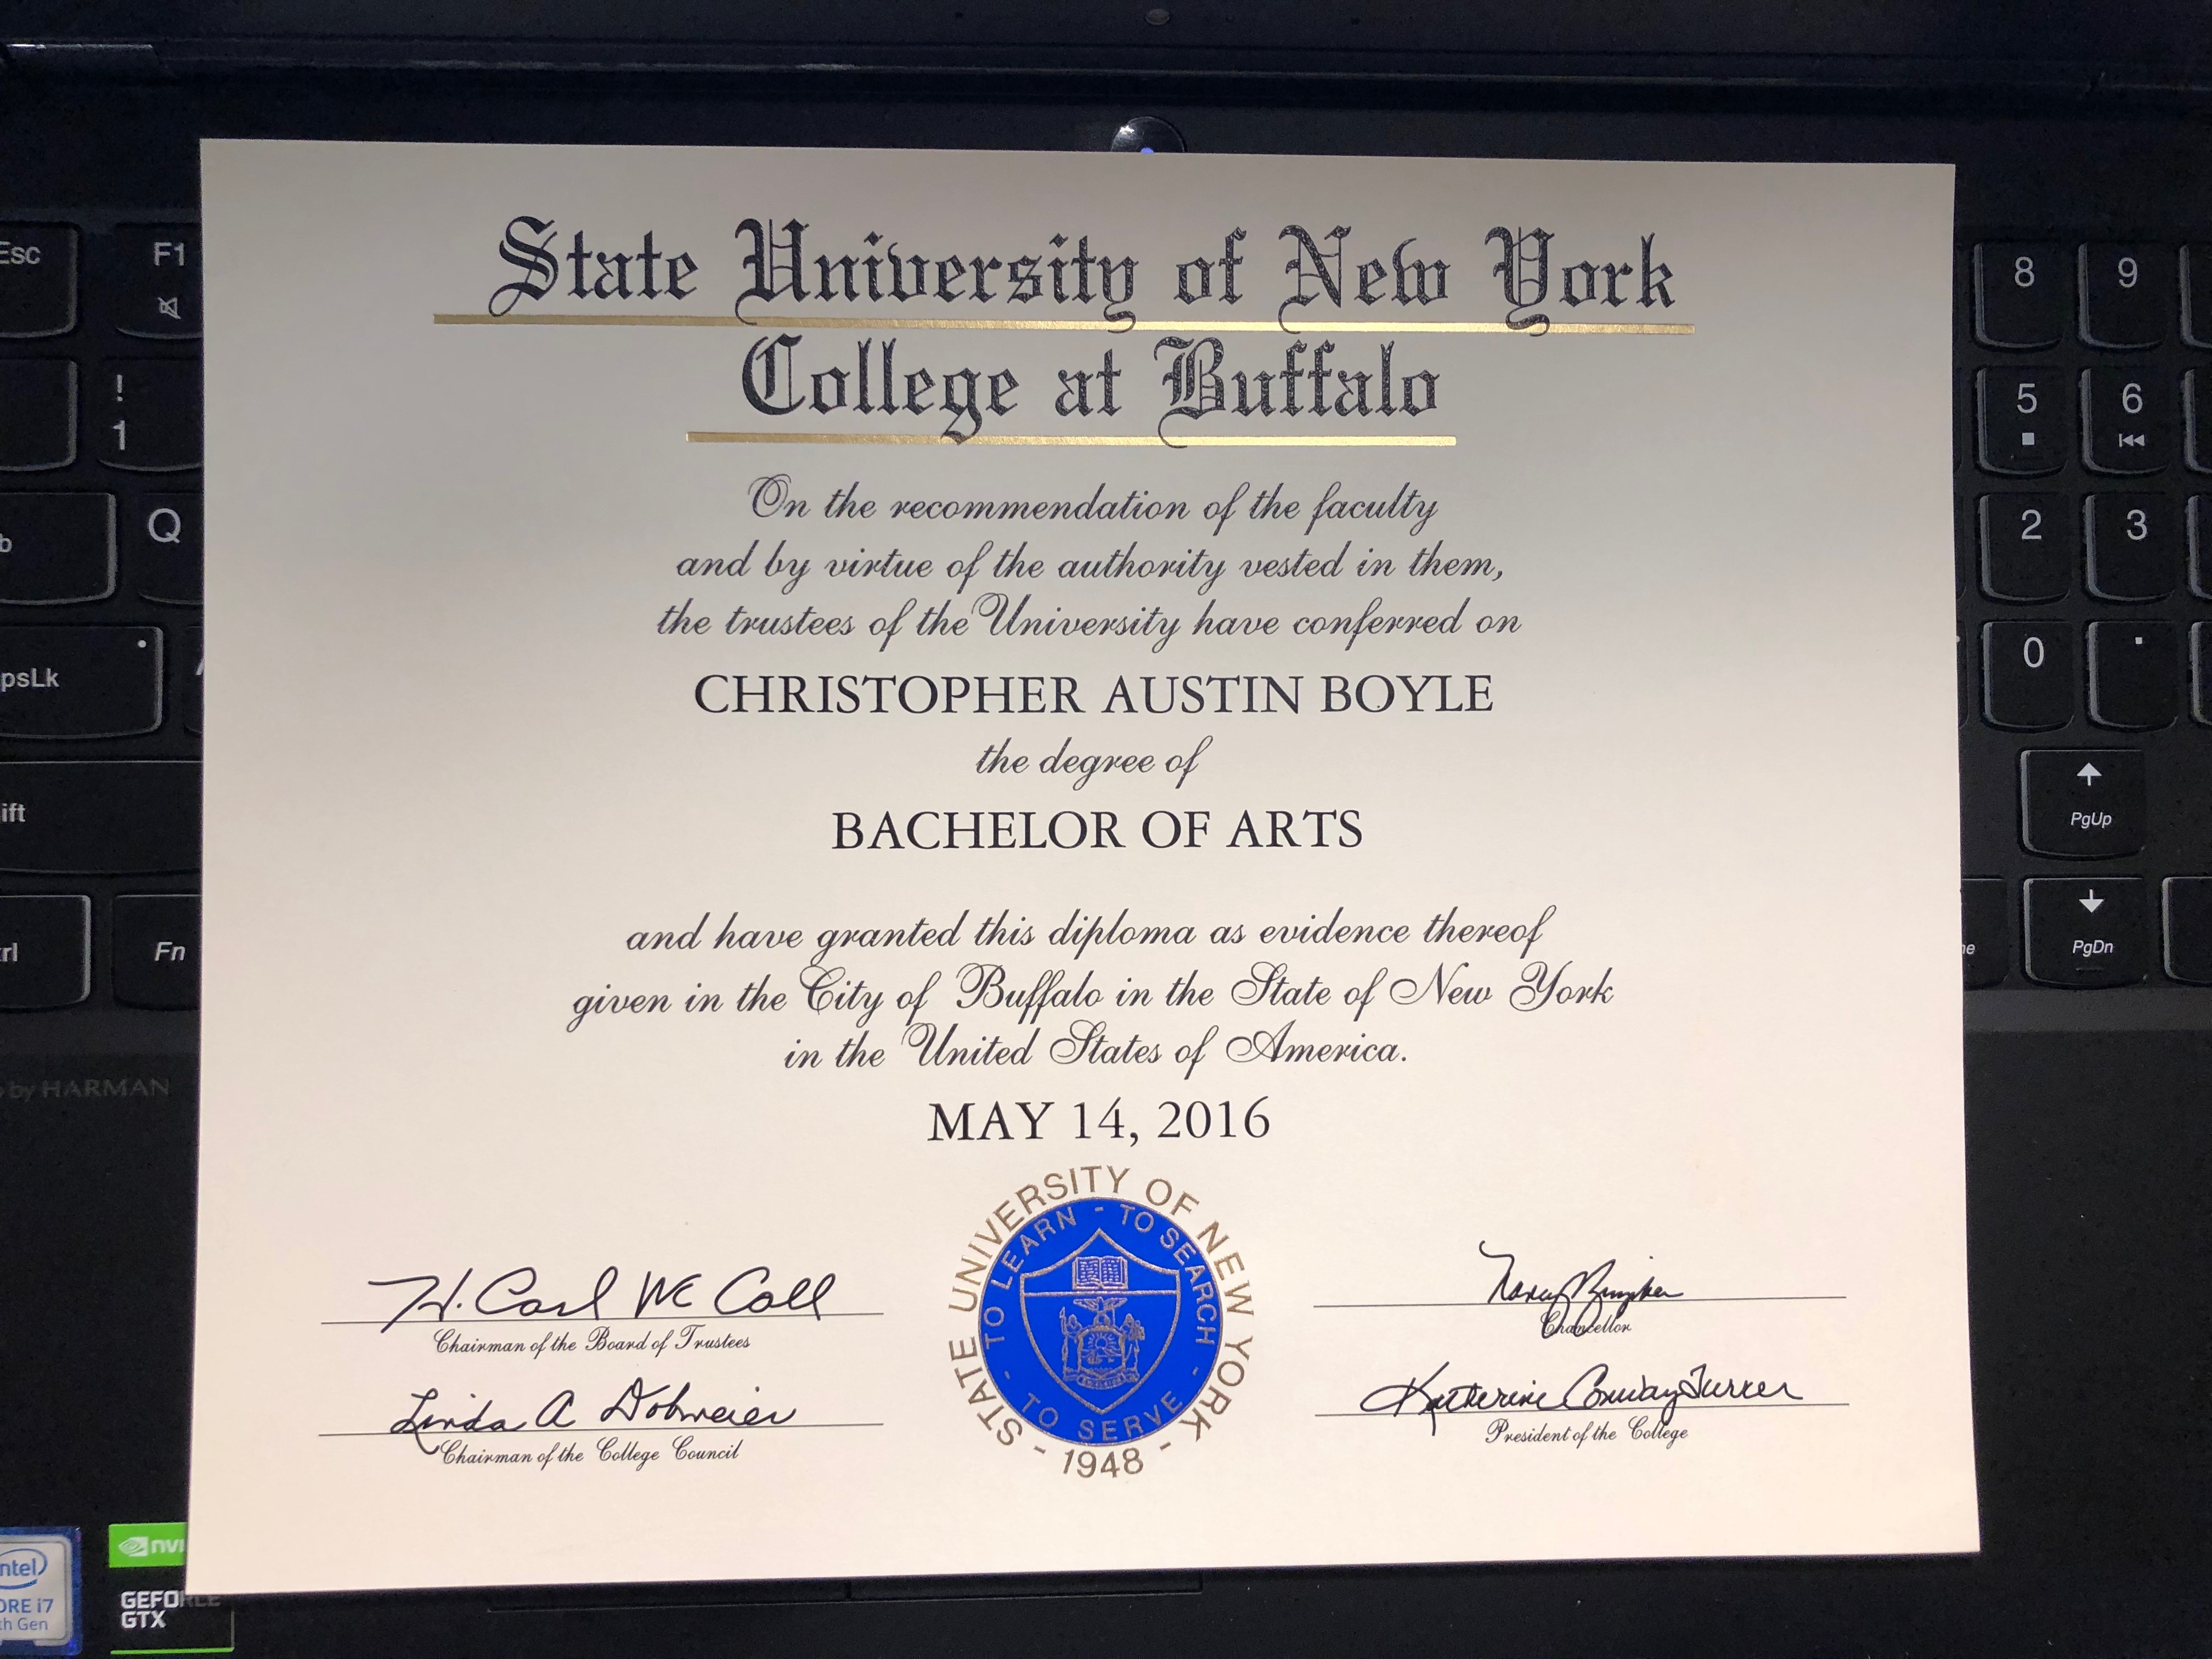 State University of New York
College at Buffalo
On the recommendation of the faculty
and by virtue of the authority vested in them,
the trustees of the University have conferred on
CHRISTOPHER AUSTIN BOYLE
the degree of
BACHELOR OF ARTS
and have granted this diploma as evidence thereof
given in the City of Buffalo in the State of New York
in the United States of America.
MAY 14, 2016
STATE UNIVERSITY OF NEW YORK
- TO LEARN - TO SEARCH - TO SERVE
- 1948 -
H. Carl McCall
Chairman of the Board of Trustees
Linda A Dobmeier
Chairman of the College Council
Chancellor
Katherine Conway-Turner
President of the College
Esc
F1
!
1
Q
psLk
ift
rl
Fn
by HARMAN
8
9
5
6
2
3
0
.
PgUp
PgDn
intel
CORE i7
th Gen
GEFORCE
GTX